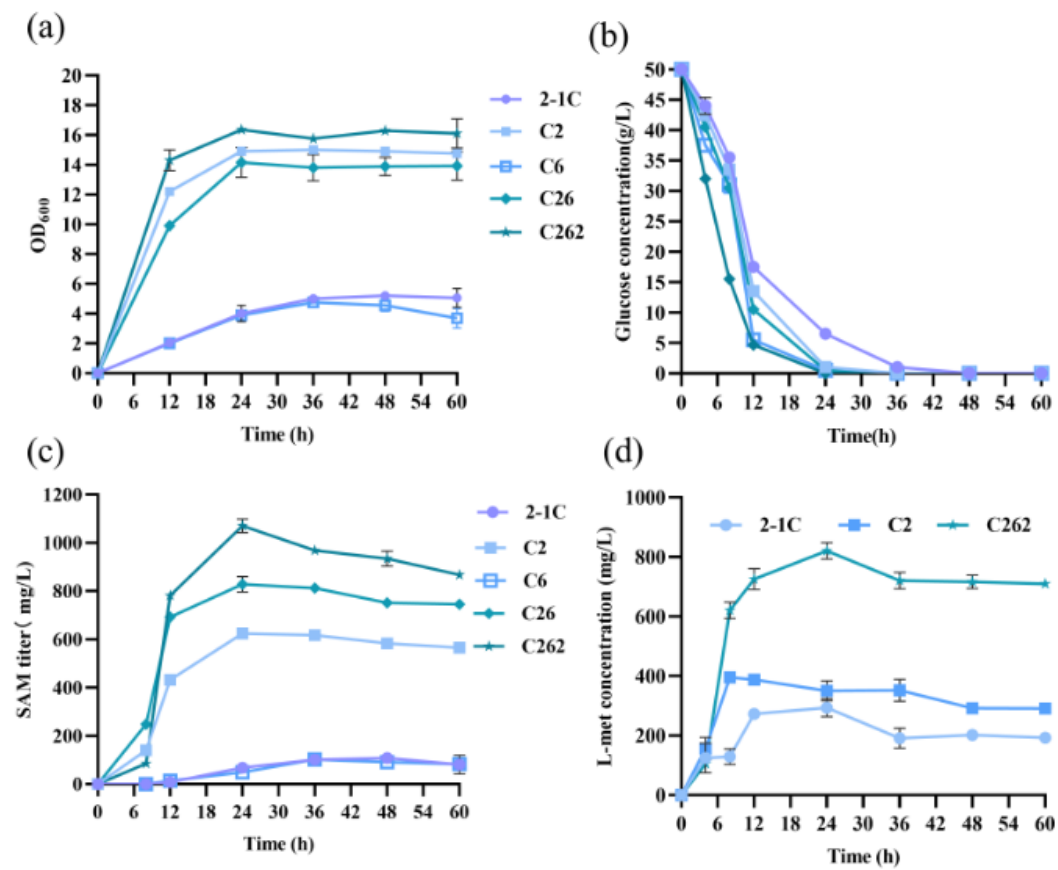 (a)
20
18
16
14
12
10
8
6
4
2
0
OD600
0 6 12 18 24 30 36 42 48 54 60
Time (h)
2-1C
C2
C6
C26
C262
(b)
50
45
40
35
30
25
20
15
10
5
0
Glucose concentration(g/L)
0 6 12 18 24 30 36 42 48 54 60
Time(h)
(c)
1200
1000
800
600
400
200
0
SAM titer( mg/L)
0 6 12 18 24 30 36 42 48 54 60
Time (h)
2-1C
C2
C6
C26
C262
(d)
1000
800
600
400
200
0
L-met concentration (mg/L)
0 6 12 18 24 30 36 42 48 54 60
Time (h)
2-1C C2 C262